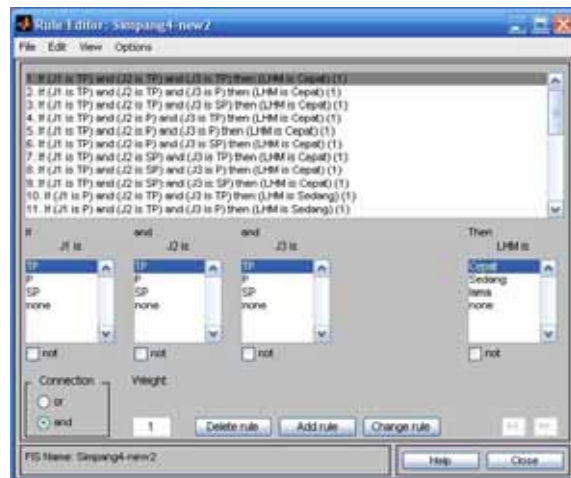 Rule Editor: Simpang4-new2
File Edit View Options
1. If (J1 is TP) and (J2 is TP) and (J3 is TP) then (LHM is Cepat) (1)
2. If (J1 is TP) and (J2 is TP) and (J3 is P) then (LHM is Cepat) (1)
3. If (J1 is TP) and (J2 is TP) and (J3 is SP) then (LHM is Cepat) (1)
4. If (J1 is TP) and (J2 is P) and (J3 is TP) then (LHM is Cepat) (1)
5. If (J1 is TP) and (J2 is P) and (J3 is P) then (LHM is Cepat) (1)
6. If (J1 is TP) and (J2 is P) and (J3 is SP) then (LHM is Cepat) (1)
7. If (J1 is TP) and (J2 is SP) and (J3 is TP) then (LHM is Cepat) (1)
8. If (J1 is TP) and (J2 is SP) and (J3 is P) then (LHM is Cepat) (1)
9. If (J1 is TP) and (J2 is SP) and (J3 is SP) then (LHM is Cepat) (1)
10. If (J1 is P) and (J2 is TP) and (J3 is TP) then (LHM is Sedang) (1)
11. If (J1 is P) and (J2 is TP) and (J3 is P) then (LHM is Sedang) (1)
If and and Then
J1 is J2 is J3 is LHM is
TP TP TP Cepat
P P P Sedang
SP SP SP lama
none none none none
not not not not
Connection Weight:
or
and 1 Delete rule Add rule Change rule << >>
FIS Name: Simpang4-new2 Help Close